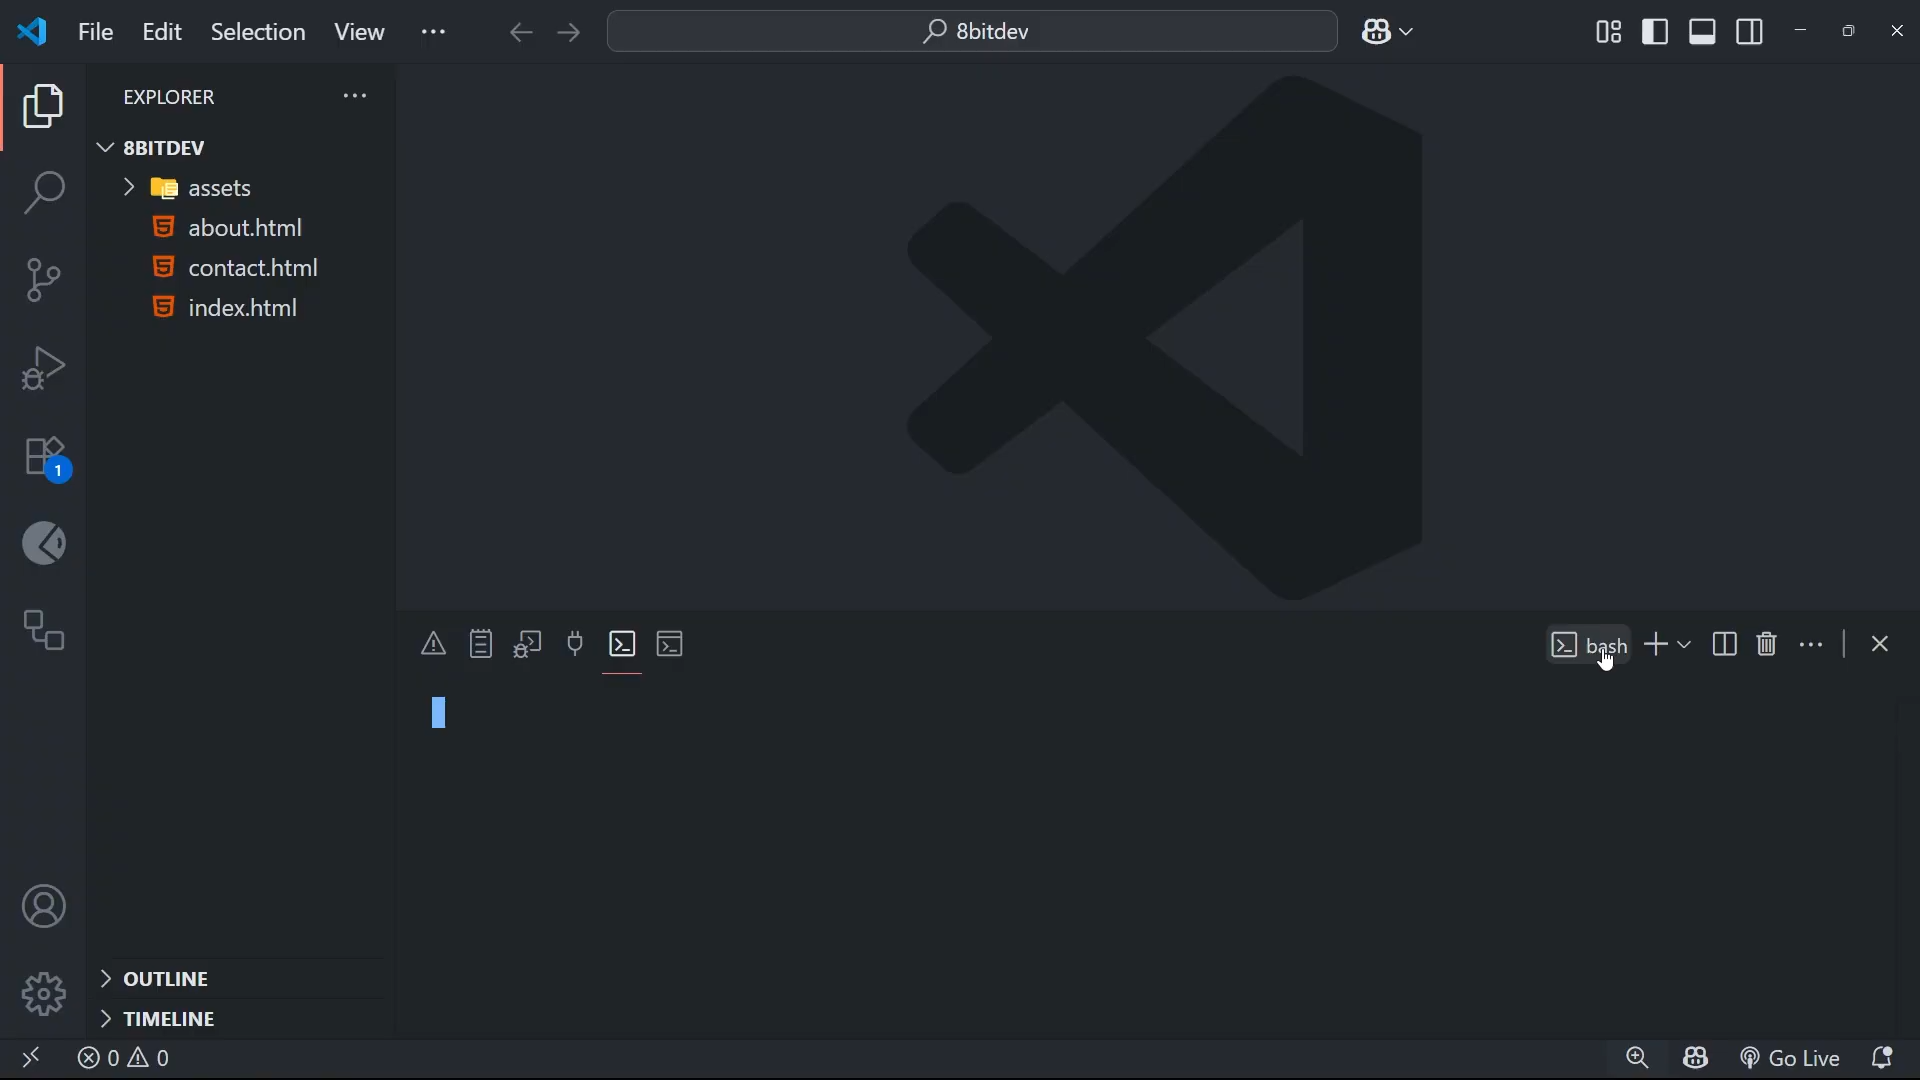 File Edit Selection View
8bitdev
EXPLORER
8BITDEV
assets
about.html
contact.html
index.html
1
bash
OUTLINE
TIMELINE
0 0
Go Live